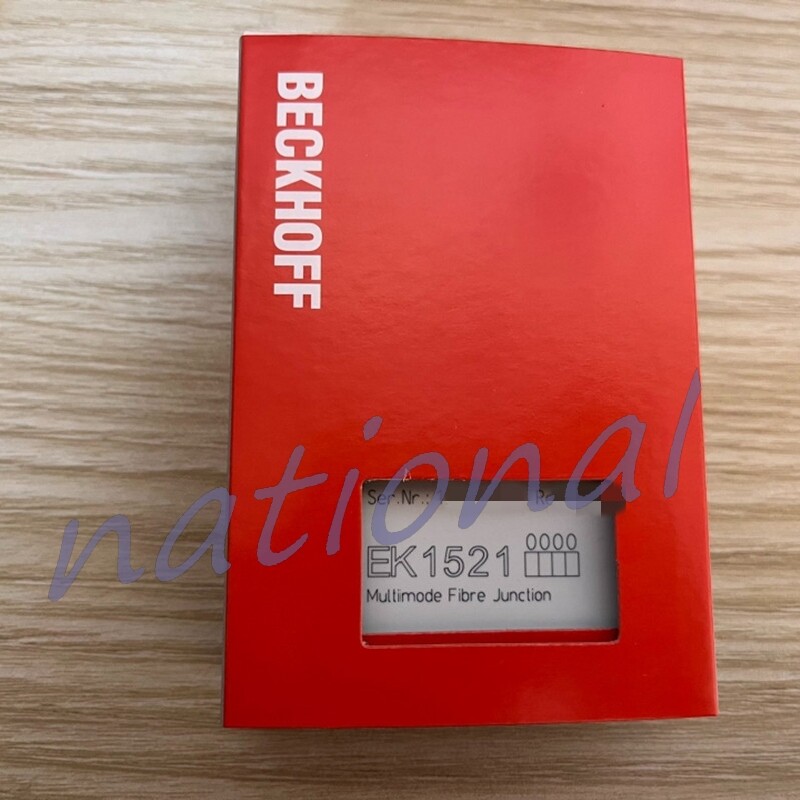 BECKHOFF
national
Ser.Nr.:
EK1521 0000
Multimode Fibre Junction